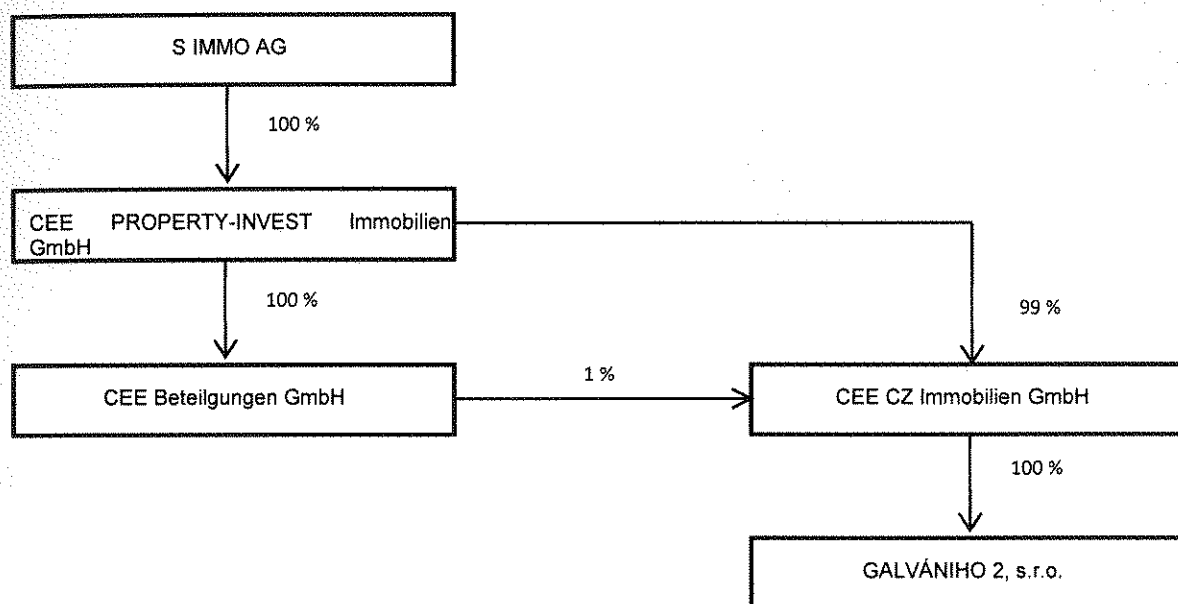 S IMMO AG
100 %
CEE PROPERTY-INVEST Immobilien
GmbH
100 %
99 %
CEE Beteilgungen GmbH
1 %
CEE CZ Immobilien GmbH
100 %
GALVÁNIHO 2, s.r.o.